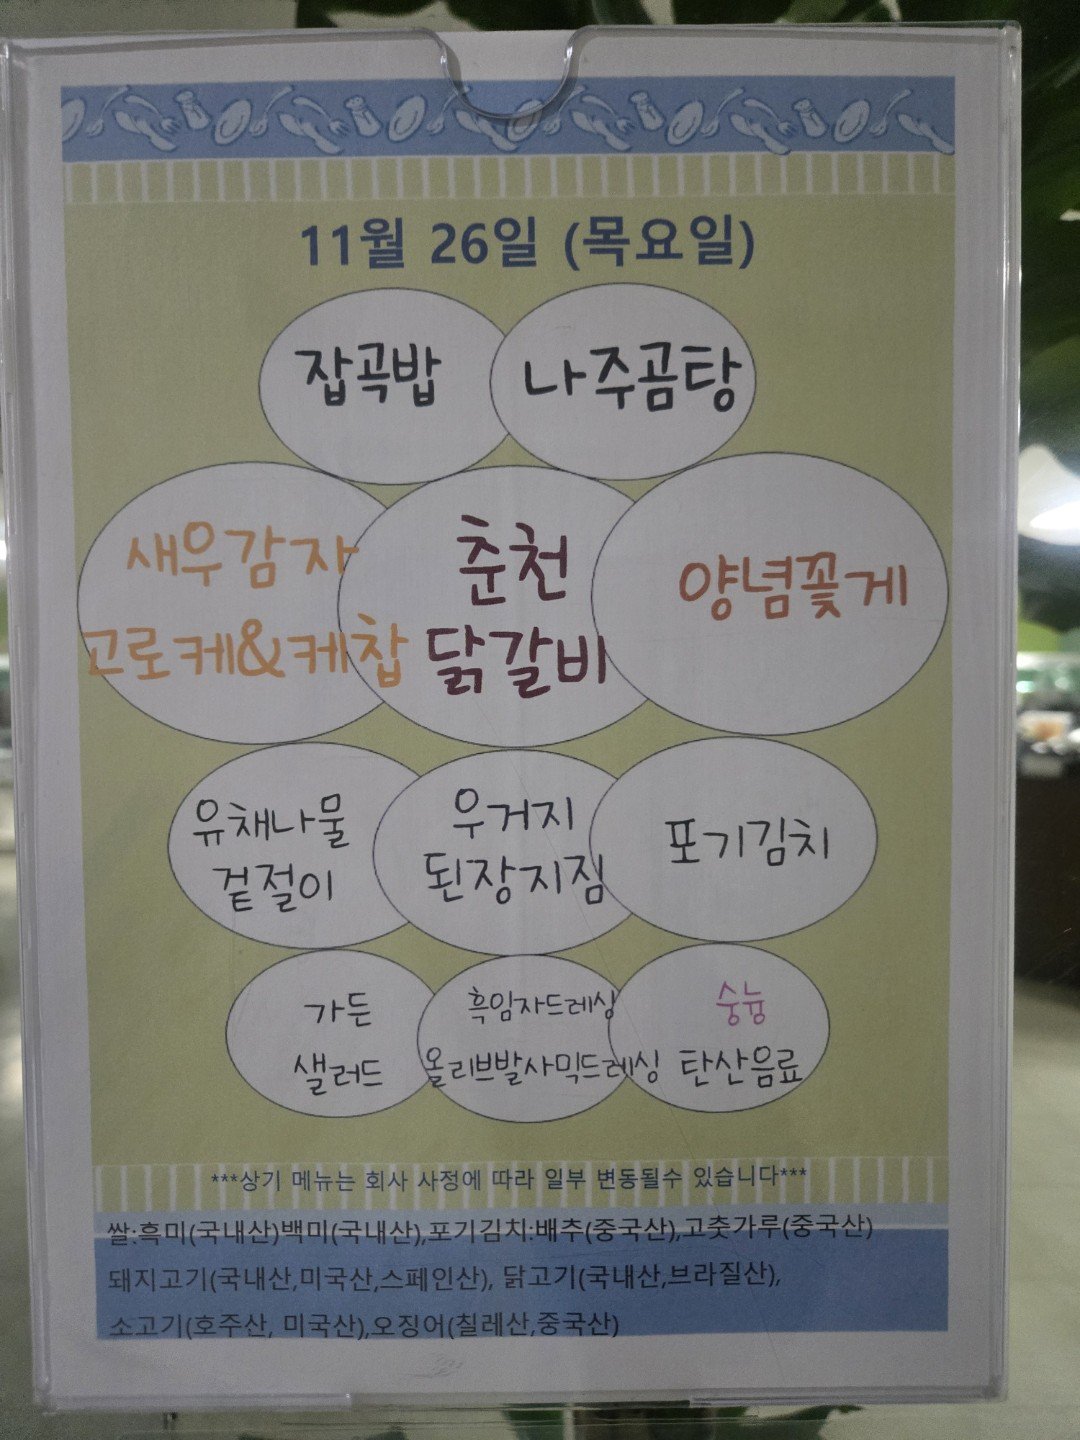 11월 26일 (목요일)
잡곡밥
나주곰탕
새우감자
고로케&케찹
춘천
닭갈비
양념꽃게
유채나물
겉절이
우거지
된장지짐
포기김치
가든
샐러드
흑임자드레싱
올리브발사믹드레싱
숭늉
탄산음료
***상기 메뉴는 회사 사정에 따라 일부 변동될수 있습니다***
쌀:흑미(국내산)백미(국내산),포기김치:배추(중국산),고춧가루(중국산)
돼지고기(국내산,미국산,스페인산), 닭고기(국내산,브라질산),
소고기(호주산, 미국산),오징어(칠레산,중국산)